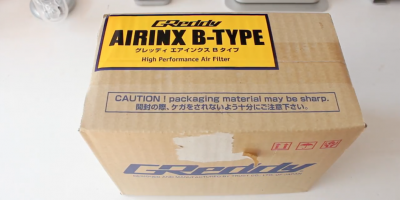 GReddy
AIRINX B-TYPE
グレッディ エアインクス Bタイプ
High Performance Air Filter
CAUTION! packaging material may be sharp.
開封の際、ケガをされないよう十分にご注意下さい。
GReddy